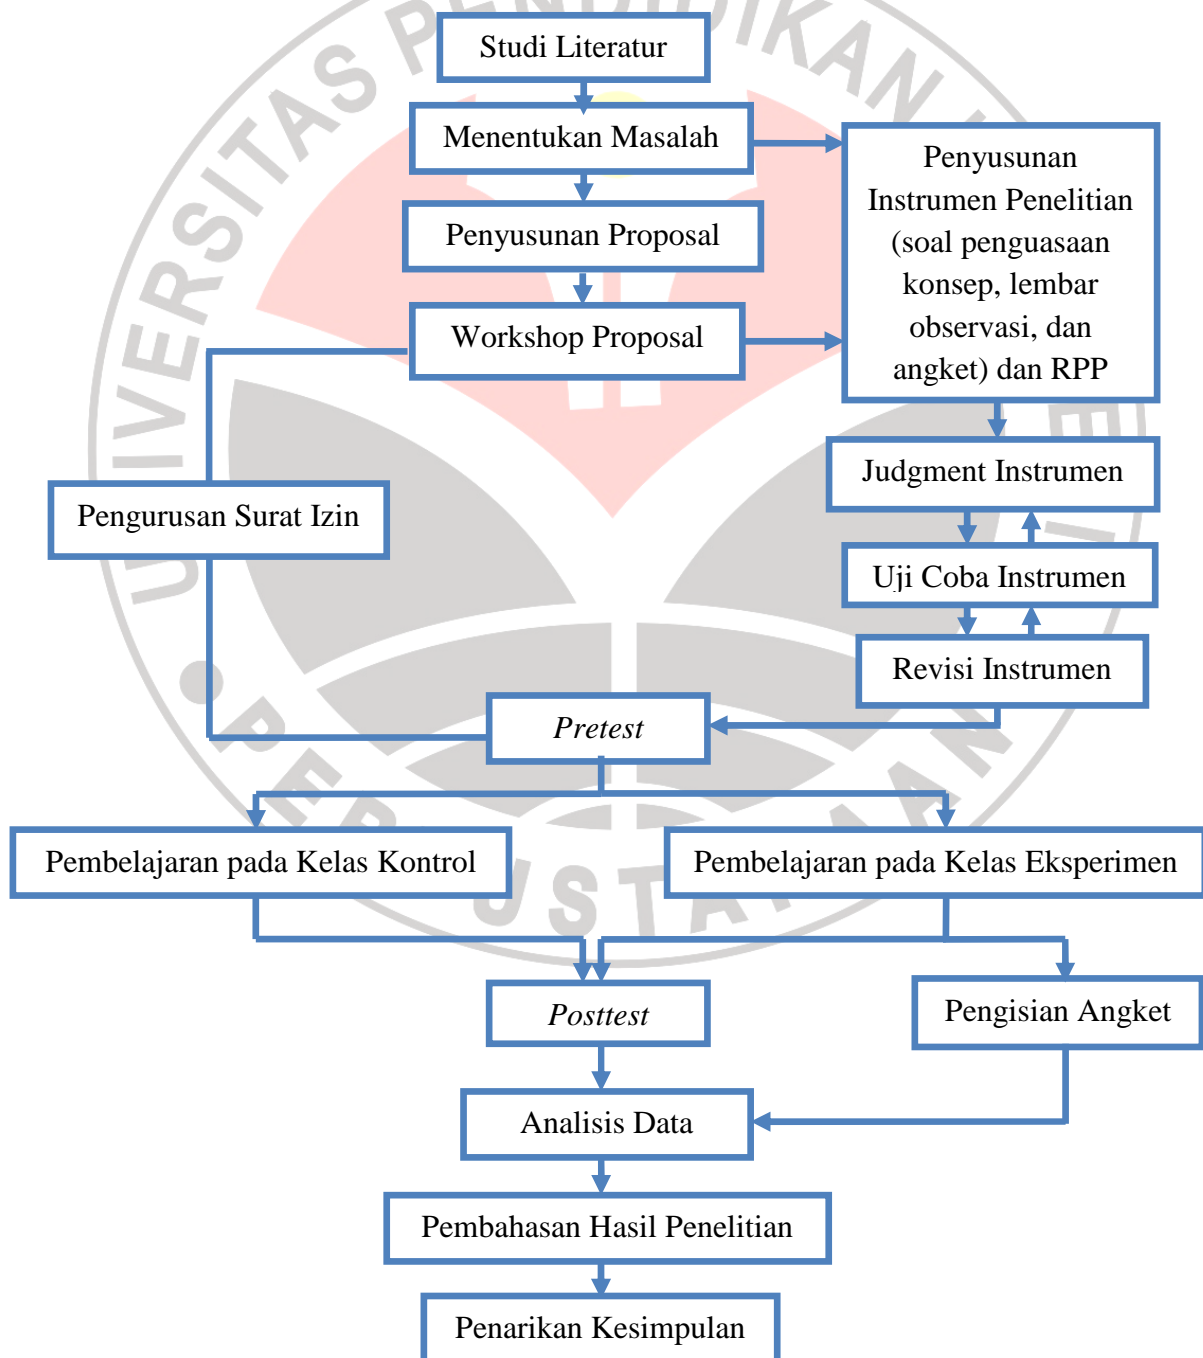 Studi Literatur
Menentukan Masalah
Penyusunan
Instrumen Penelitian
(soal penguasaan
konsep, lembar
observasi, dan
angket) dan RPP
Penyusunan Proposal
Workshop Proposal
Judgment Instrumen
Pengurusan Surat Izin
Uji Coba Instrumen
Revisi Instrumen
Pretest
Pembelajaran pada Kelas Kontrol
Pembelajaran pada Kelas Eksperimen
Posttest
Pengisian Angket
Analisis Data
Pembahasan Hasil Penelitian
Penarikan Kesimpulan
UNIVERSITAS PENDIDIKAN